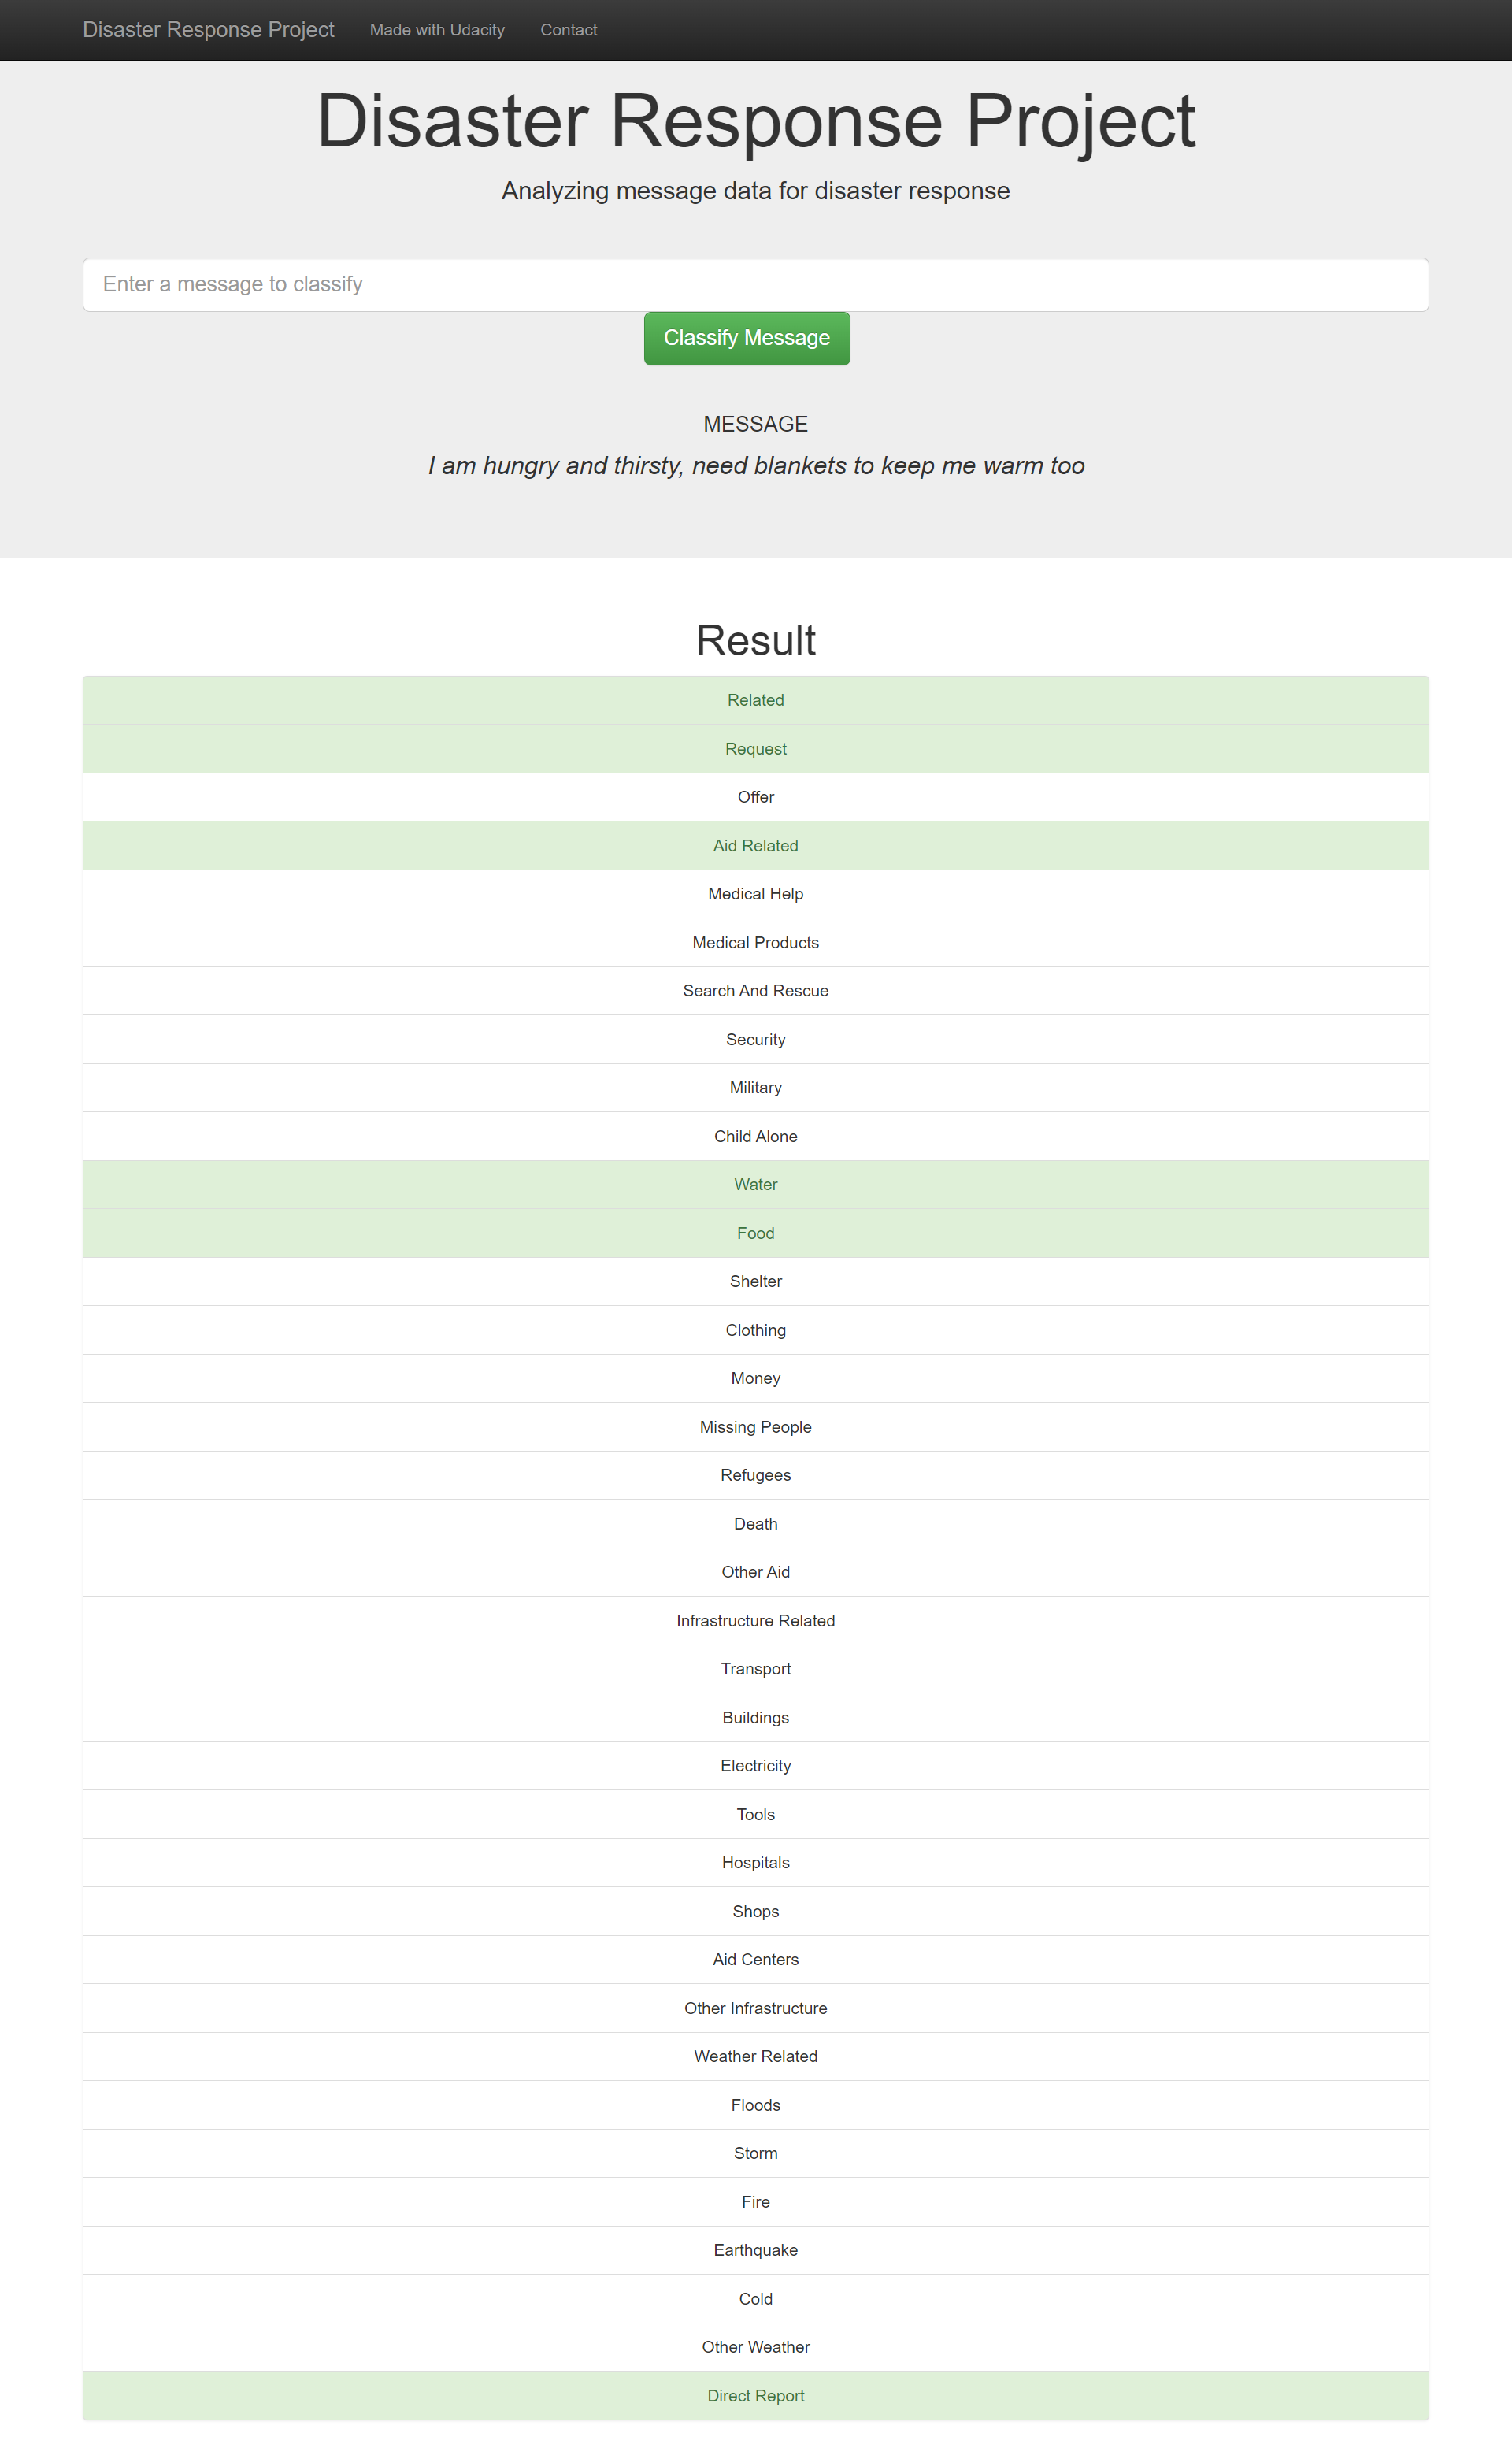 Disaster Response Project Made with Udacity Contact
Disaster Response Project
Analyzing message data for disaster response
Enter a message to classify
Classify Message
MESSAGE
I am hungry and thirsty, need blankets to keep me warm too
Result
Related
Request
Offer
Aid Related
Medical Help
Medical Products
Search And Rescue
Security
Military
Child Alone
Water
Food
Shelter
Clothing
Money
Missing People
Refugees
Death
Other Aid
Infrastructure Related
Transport
Buildings
Electricity
Tools
Hospitals
Shops
Aid Centers
Other Infrastructure
Weather Related
Floods
Storm
Fire
Earthquake
Cold
Other Weather
Direct Report